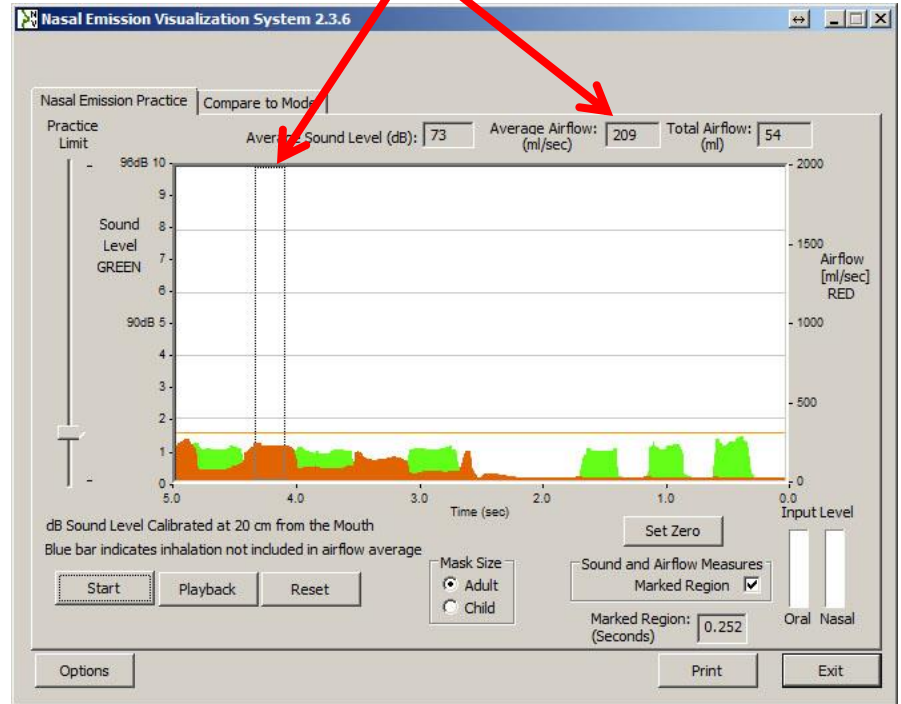 Nasal Emission Visualization System 2.3.6
Nasal Emission Practice
Compare to Mode
Practice
Limit
Average Sound Level (dB): 73
Average Airflow: 209
(ml/sec)
Total Airflow: 54
(ml)
96dB 10
9
8
7
6
90dB 5
4
3
2
1
0
Sound
Level
GREEN
2000
1500
1000
500
0
Airflow
[ml/sec]
RED
5.0 4.0 3.0 2.0 1.0 0.0
Time (sec)
dB Sound Level Calibrated at 20 cm from the Mouth
Blue bar indicates inhalation not included in airflow average
Start Playback Reset
Mask Size
Adult
Child
Set Zero
Sound and Airflow Measures
Marked Region
Marked Region: 0.252
(Seconds)
Input Level
Oral Nasal
Options
Print
Exit